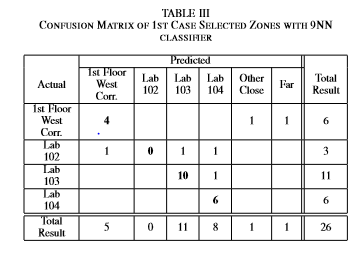 TABLE III
CONFUSION MATRIX OF 1ST CASE SELECTED ZONES WITH 9NN
CLASSIFIER
Predicted
Actual 1st Floor West Corr. Lab 102 Lab 103 Lab 104 Other Close Far Total Result
1st Floor West Corr. 4 1 1 6
Lab 102 1 0 1 1 3
Lab 103 10 1 11
Lab 104 6 6
Total Result 5 0 11 8 1 1 26